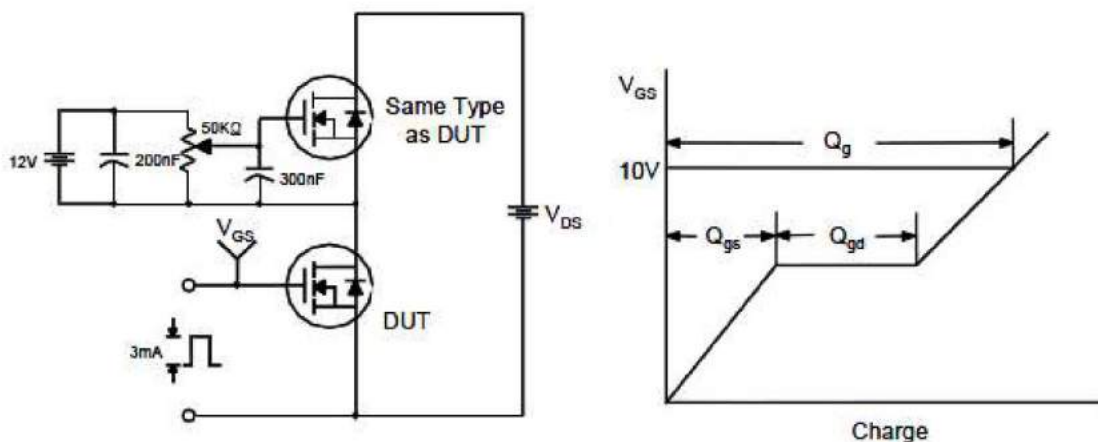 Same Type
as DUT
50KΩ
12V
200nF
300nF
V_GS
V_DS
DUT
3mA
V_GS
Q_g
10V
Q_gs
Q_gd
Charge